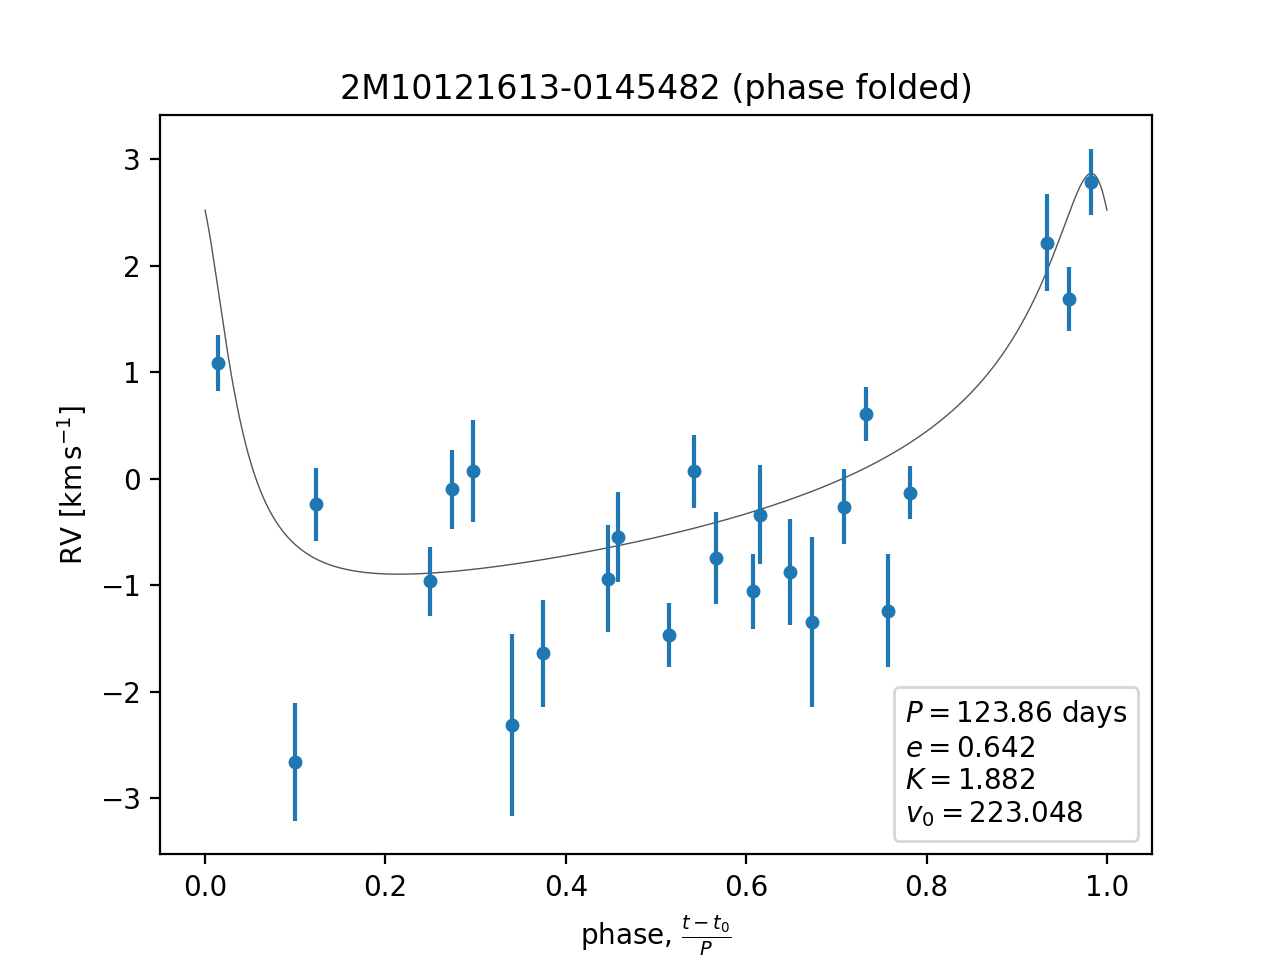 2M10121613-0145482 (phase folded)
RV [km s⁻¹]
3
2
1
0
−1
−2
−3
P = 123.86 days
e = 0.642
K = 1.882
v₀ = 223.048
0.0 0.2 0.4 0.6 0.8 1.0
phase, (t − t₀)/P